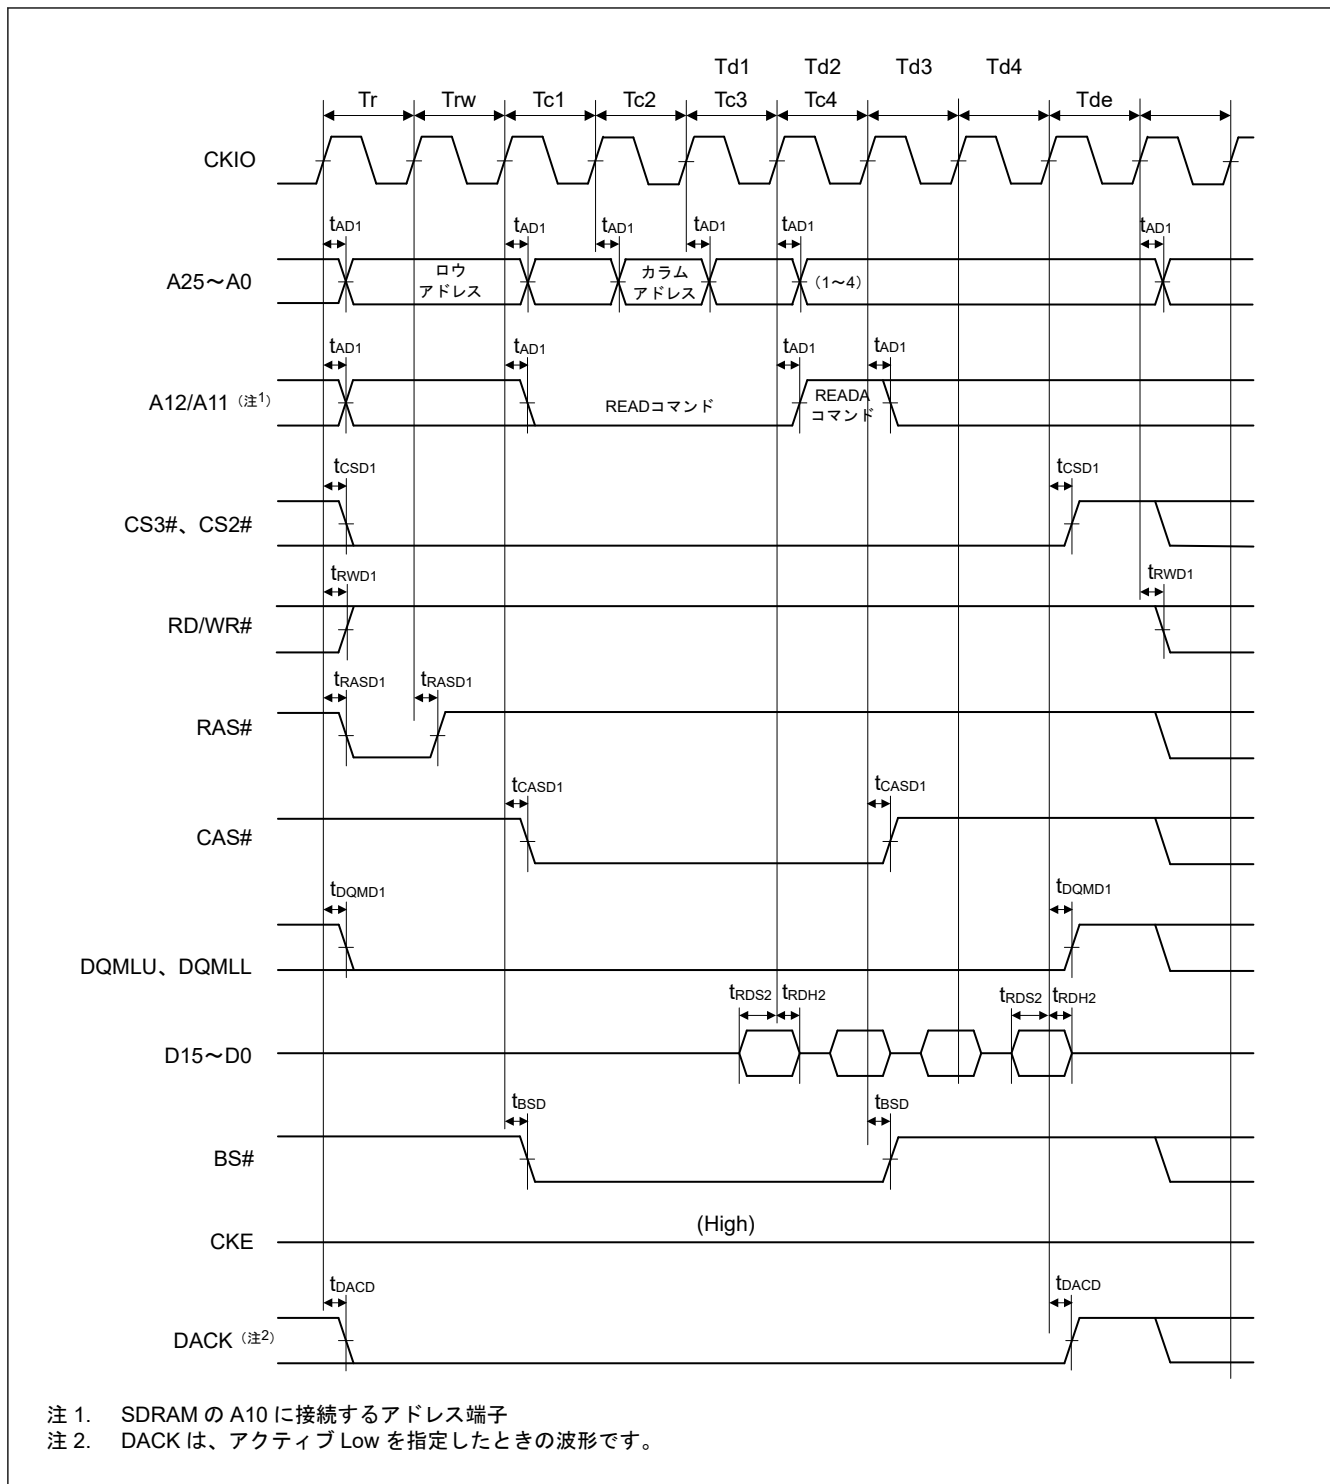 Td1 Td2 Td3 Td4
Tr Trw Tc1 Tc2 Tc3 Tc4 Tde
CKIO
tAD1 tAD1 tAD1 tAD1 tAD1 tAD1
A25～A0
ロウ
アドレス
カラム
アドレス
(1～4)
tAD1 tAD1 tAD1 tAD1
A12/A11 (注1)
READコマンド
READA
コマンド
tCSD1 tCSD1
CS3#、CS2#
tRWD1 tRWD1
RD/WR#
tRASD1 tRASD1
RAS#
tCASD1 tCASD1
CAS#
tDQMD1 tDQMD1
DQMLU、DQMLL
tRDS2 tRDH2 tRDS2 tRDH2
D15～D0
tBSD tBSD
BS#
(High)
CKE
tDACD tDACD
DACK (注2)
注 1. SDRAM の A10 に接続するアドレス端子
注 2. DACK は、アクティブ Low を指定したときの波形です。